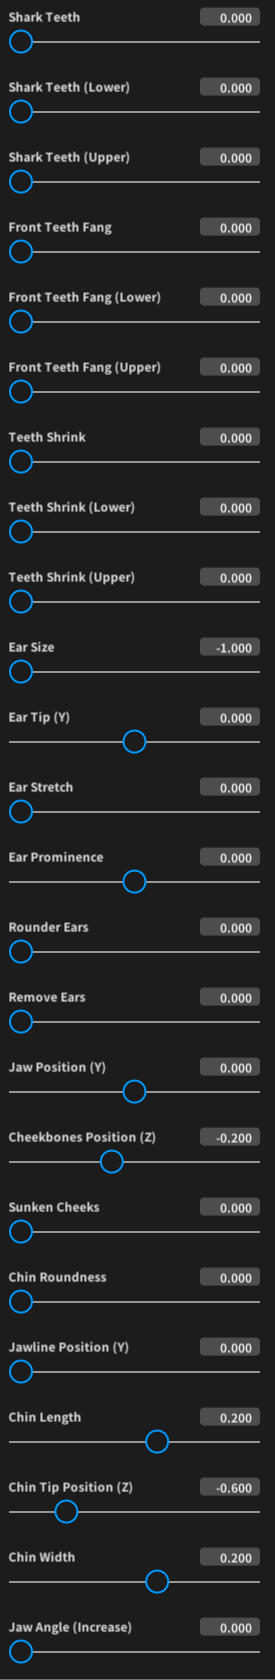 Shark Teeth 0.000
Shark Teeth (Lower) 0.000
Shark Teeth (Upper) 0.000
Front Teeth Fang 0.000
Front Teeth Fang (Lower) 0.000
Front Teeth Fang (Upper) 0.000
Teeth Shrink 0.000
Teeth Shrink (Lower) 0.000
Teeth Shrink (Upper) 0.000
Ear Size -1.000
Ear Tip (Y) 0.000
Ear Stretch 0.000
Ear Prominence 0.000
Rounder Ears 0.000
Remove Ears 0.000
Jaw Position (Y) 0.000
Cheekbones Position (Z) -0.200
Sunken Cheeks 0.000
Chin Roundness 0.000
Jawline Position (Y) 0.000
Chin Length 0.200
Chin Tip Position (Z) -0.600
Chin Width 0.200
Jaw Angle (Increase) 0.000